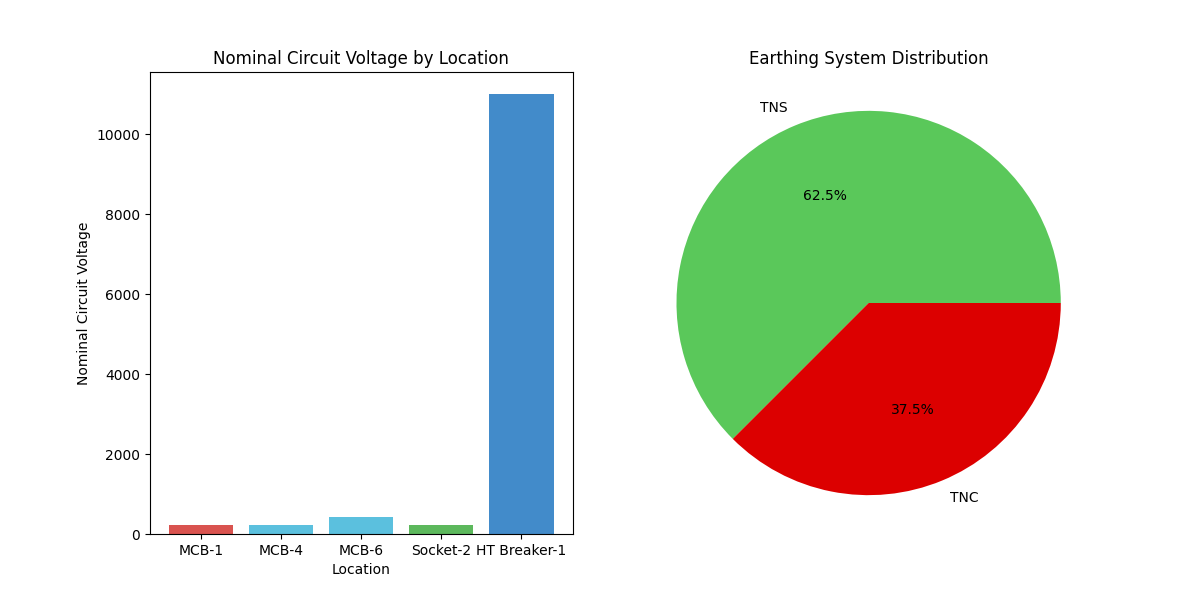 Nominal Circuit Voltage by Location
Nominal Circuit Voltage
10000
8000
6000
4000
2000
0
MCB-1
MCB-4
MCB-6
Socket-2
HT Breaker-1
Location
Earthing System Distribution
TNS
62.5%
37.5%
TNC